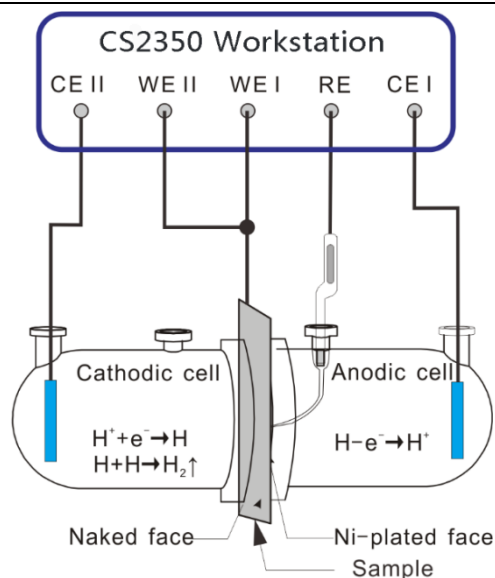 CS2350 Workstation
CE II WE II WE I RE CE I
Cathodic cell Anodic cell
H⁺+e⁻→H H−e⁻→H⁺
H+H→H₂↑
Naked face Ni-plated face
Sample